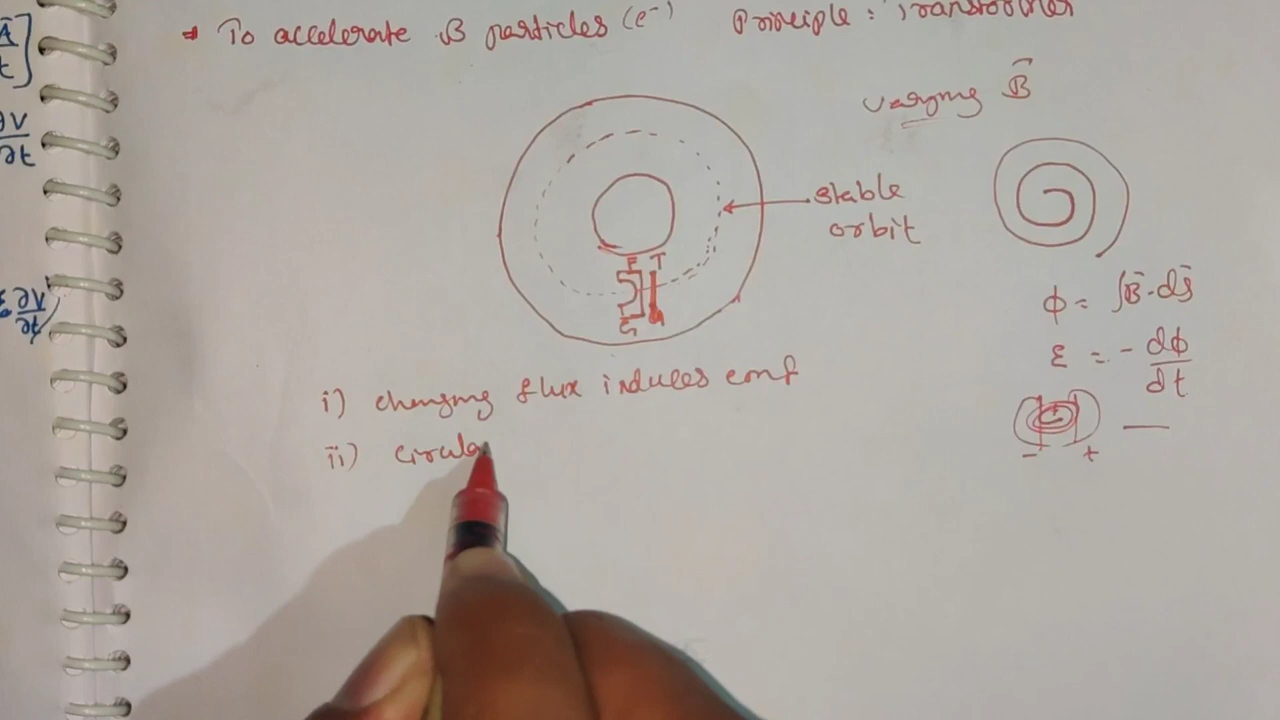 To accelerate β particles (e⁻) Principle : Transformer
varying B⃗
stable
orbit
F T
G
ϕ = ∫B⃗·ds⃗
ε = - dϕ/dt
- +
i) changing flux induces emf
ii) circula
∂V/∂t